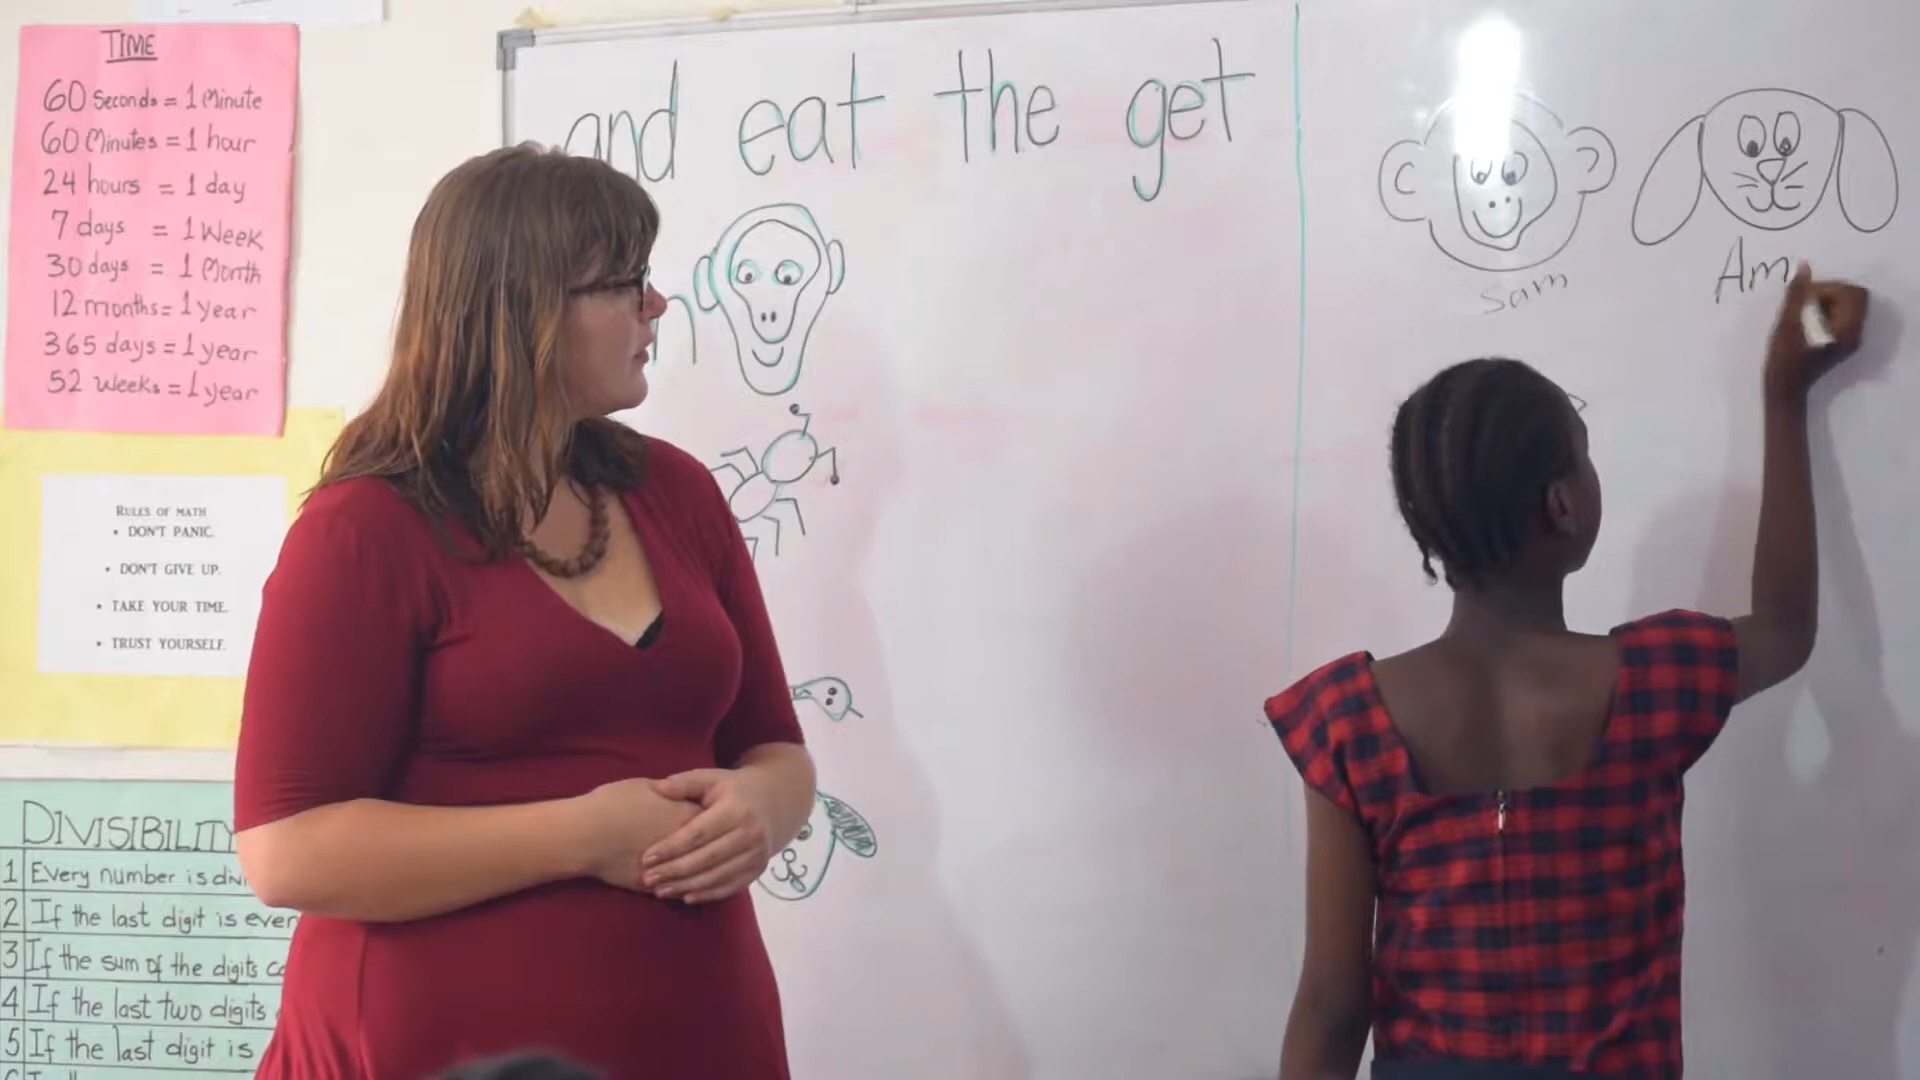 TIME
60 Seconds = 1 Minute
60 Minutes = 1 hour
24 hours = 1 day
7 days = 1 Week
30 days = 1 Month
12 months = 1 year
365 days = 1 year
52 Weeks = 1 year
RULES OF MATH
• DON'T PANIC.
• DON'T GIVE UP.
• TAKE YOUR TIME.
• TRUST YOURSELF.
DIVISIBILITY
1 Every number is
2 If the last digit is even
3 If the sum of the digits
4 If the last two digits
5 If the last digit is
and eat the get
Sam
Am